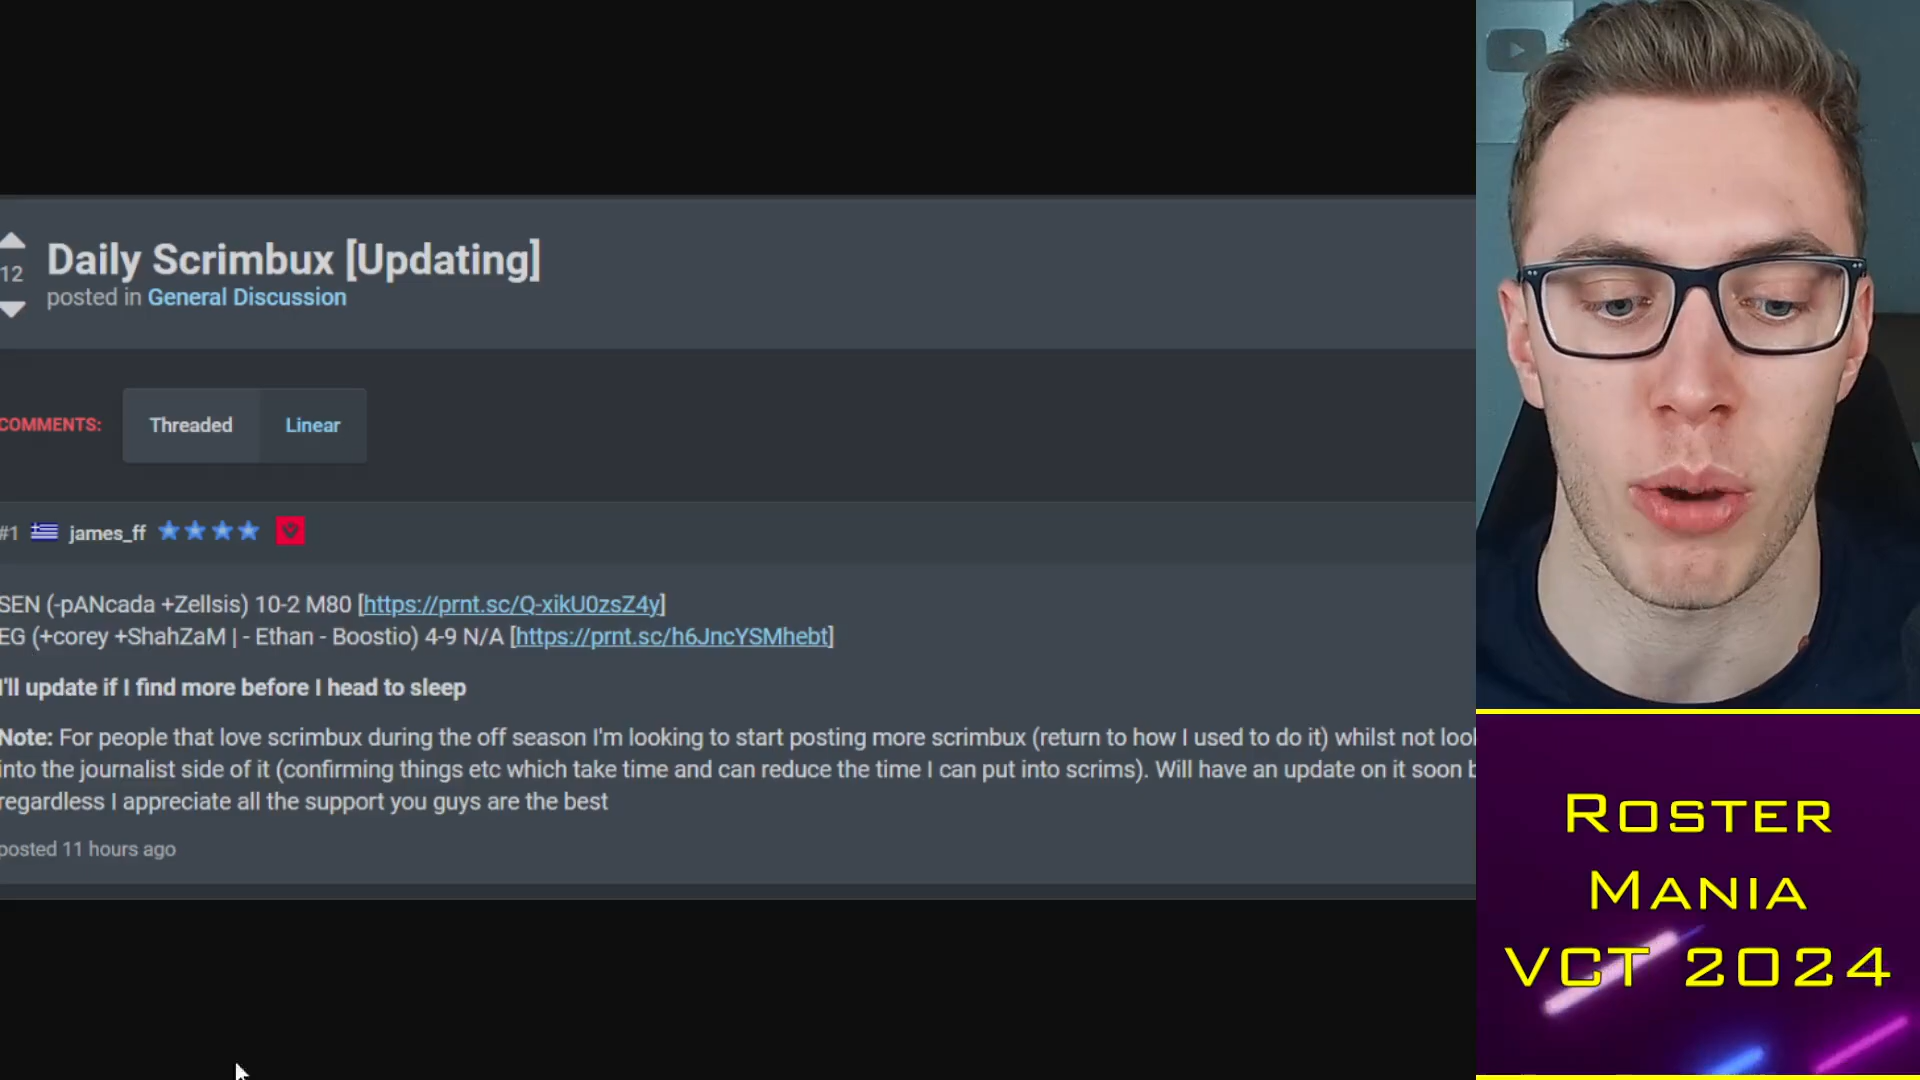 Daily Scrimbux [Updating]
12
posted in General Discussion
COMMENTS:
Threaded
Linear
#1 james_ff
SEN (-pANcada +Zellsis) 10-2 M80 [https://prnt.sc/Q-xikU0zsZ4y]
EG (+corey +ShahZaM | - Ethan - Boostio) 4-9 N/A [https://prnt.sc/h6JncYSMhebt]
I'll update if I find more before I head to sleep
Note: For people that love scrimbux during the off season I'm looking to start posting more scrimbux (return to how I used to do it) whilst not loo
into the journalist side of it (confirming things etc which take time and can reduce the time I can put into scrims). Will have an update on it soon
regardless I appreciate all the support you guys are the best
posted 11 hours ago
ROSTER
MANIA
VCT 2024